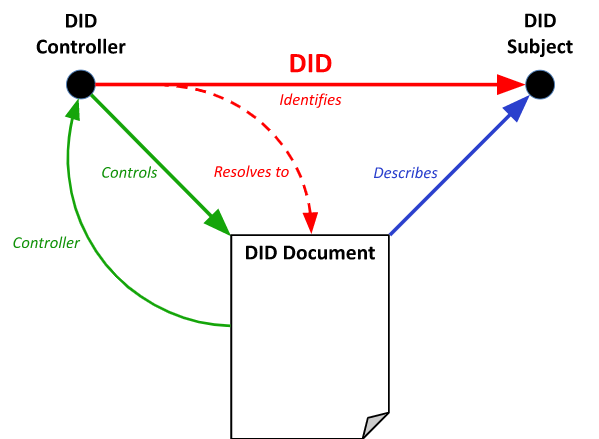 DID
Controller
DID
Subject
DID
Identifies
Controls
Resolves to
Describes
Controller
DID Document